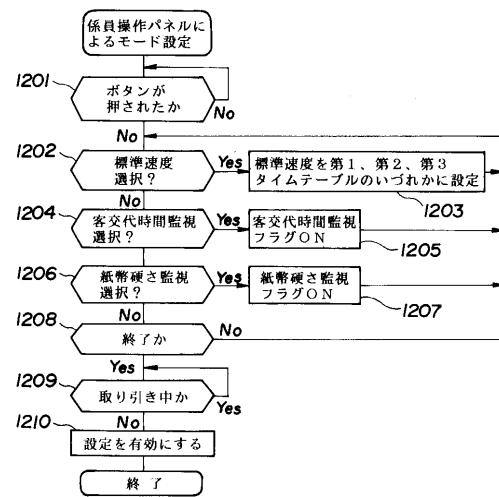 係員操作パネルに
よるモード設定
1201
ボタンが
押されたか
No
No
1202
標準速度
選択？
Yes
標準速度を第１、第２、第３
タイムテーブルのいづれかに設定
1203
No
1204
客交代時間監視
選択？
Yes
客交代時間監視
フラグＯＮ
1205
No
1206
紙幣硬さ監視
選択？
Yes
紙幣硬さ監視
フラグＯＮ
1207
No
1208
終了か
No
Yes
1209
取り引き中か
Yes
No
1210
設定を有効にする
終了